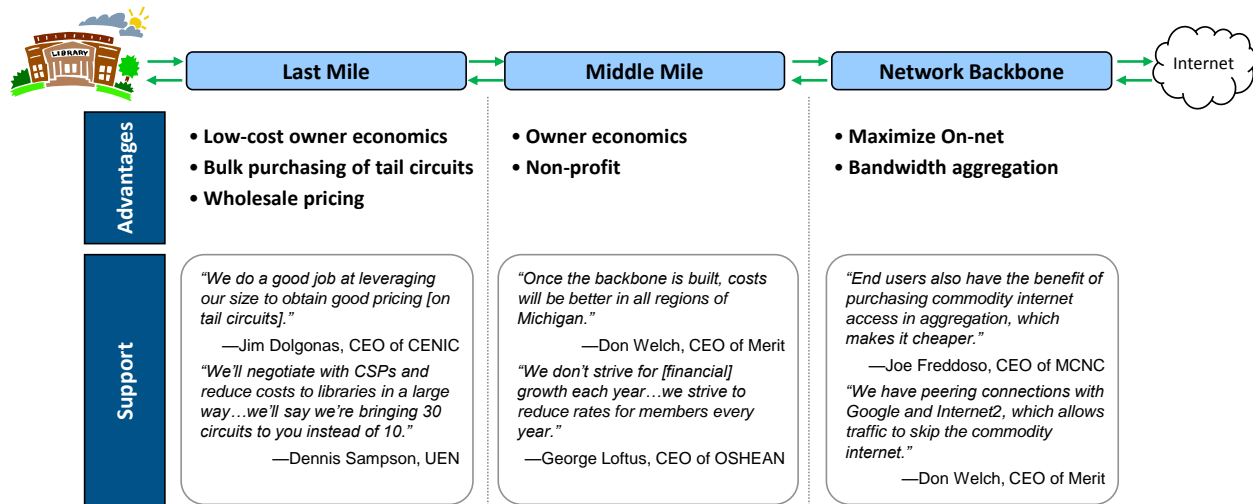 LIBRARY
Last Mile
Middle Mile
Network Backbone
Internet
Advantages
• Low-cost owner economics
• Bulk purchasing of tail circuits
• Wholesale pricing
• Owner economics
• Non-profit
• Maximize On-net
• Bandwidth aggregation
Support
“We do a good job at leveraging
our size to obtain good pricing [on
tail circuits].”
—Jim Dolgonas, CEO of CENIC
“We’ll negotiate with CSPs and
reduce costs to libraries in a large
way…we’ll say we’re bringing 30
circuits to you instead of 10.”
—Dennis Sampson, UEN
“Once the backbone is built, costs
will be better in all regions of
Michigan.”
—Don Welch, CEO of Merit
“We don’t strive for [financial]
growth each year…we strive to
reduce rates for members every
year.”
—George Loftus, CEO of OSHEAN
“End users also have the benefit of
purchasing commodity internet
access in aggregation, which
makes it cheaper.”
—Joe Freddoso, CEO of MCNC
“We have peering connections with
Google and Internet2, which allows
traffic to skip the commodity
internet.”
—Don Welch, CEO of Merit